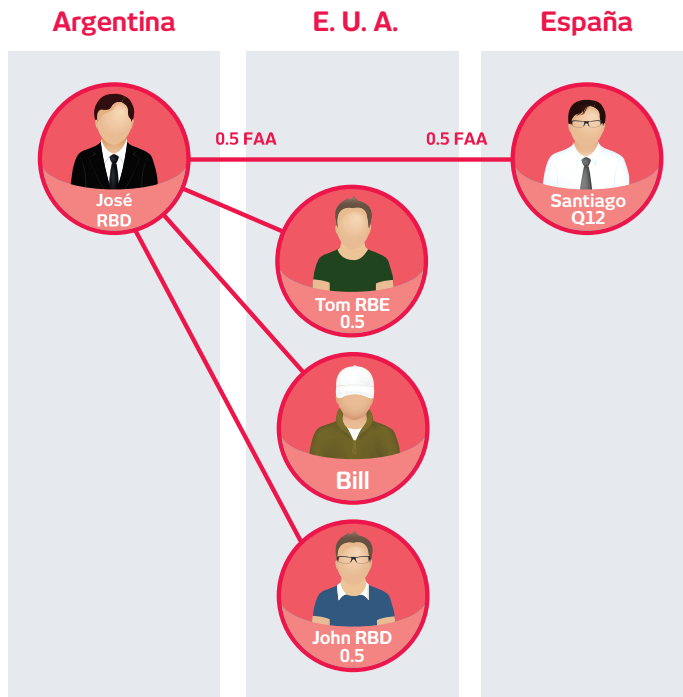 Argentina
E. U. A.
España
0.5 FAA
0.5 FAA
José
RBD
Santiago
Q12
Tom RBE
0.5
Bill
John RBD
0.5